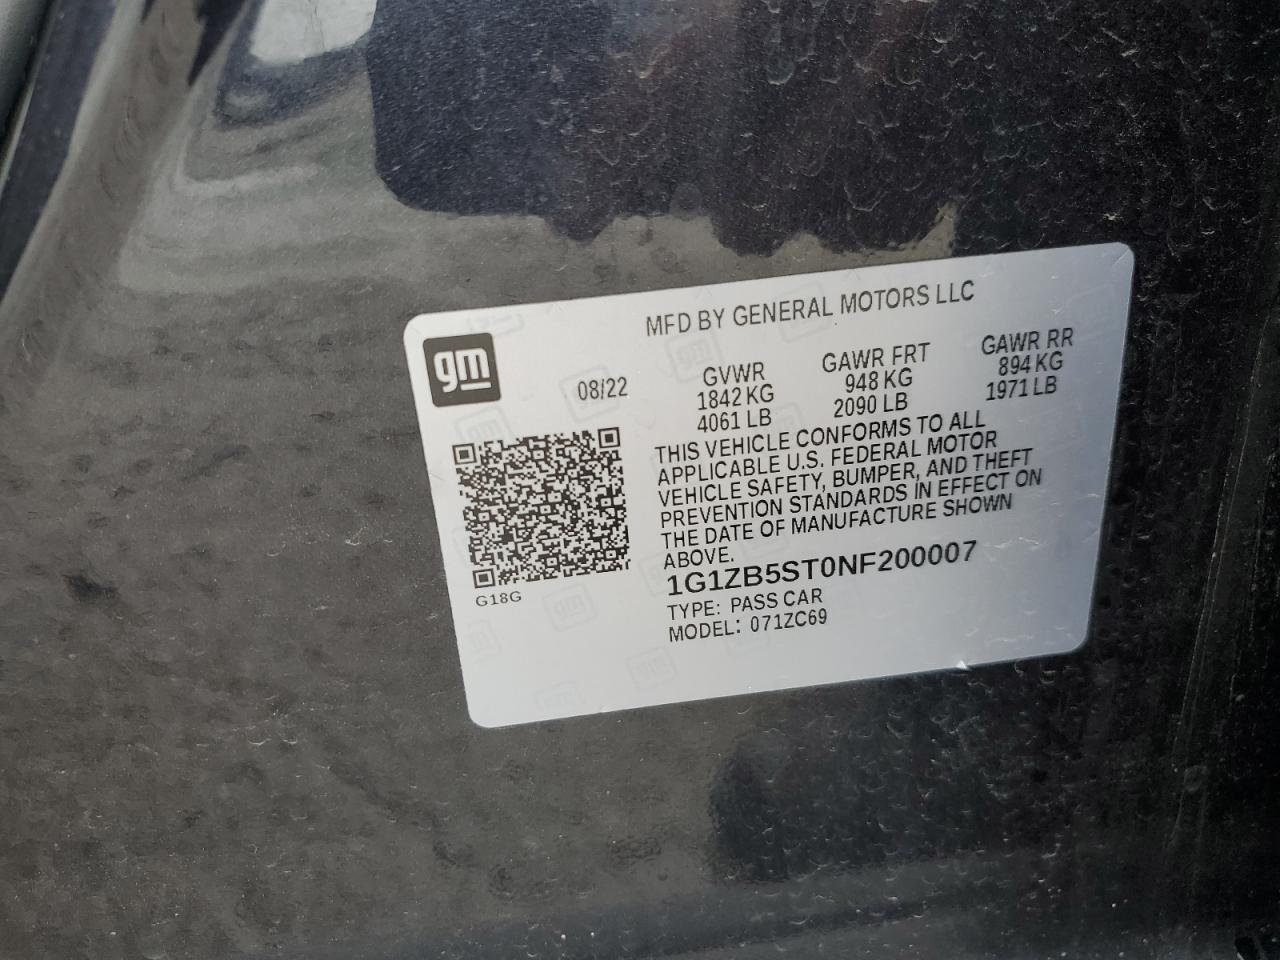 MFD BY GENERAL MOTORS LLC
gm
08/22
GVWR
1842 KG
4061 LB
GAWR FRT
948 KG
2090 LB
GAWR RR
894 KG
1971 LB
THIS VEHICLE CONFORMS TO ALL
APPLICABLE U.S. FEDERAL MOTOR
VEHICLE SAFETY, BUMPER, AND THEFT
PREVENTION STANDARDS IN EFFECT ON
THE DATE OF MANUFACTURE SHOWN
ABOVE.
1G1ZB5ST0NF200007
TYPE: PASS CAR
MODEL: 071ZC69
G18G